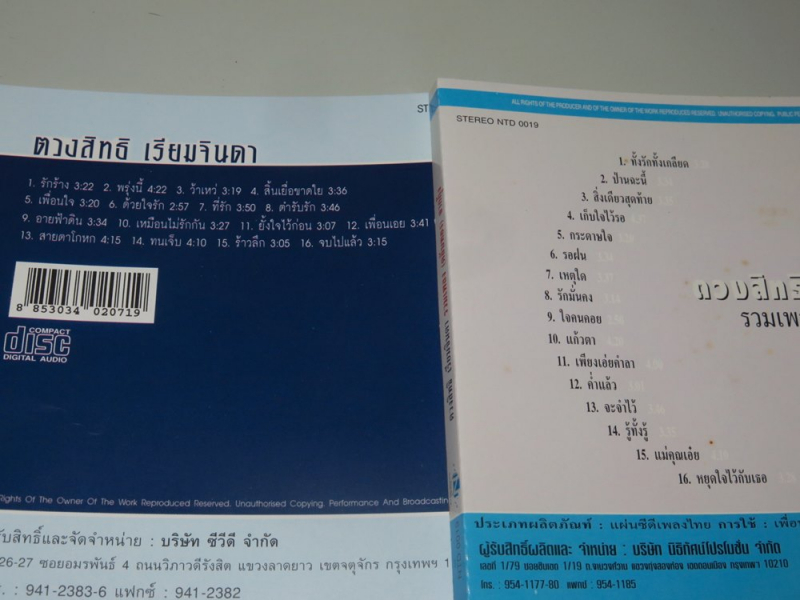 ST
ตวงสิทธิ เรียมจินดา
1. รักร้าง 3:22 2. พรุ่งนี้ 4:22 3. ว้าเหว่ 3:19 4. สิ้นเยื่อขาดใย 3:36
5. เพื่อนใจ 3:20 6. ด้วยใจรัก 2:57 7. ที่รัก 3:50 8. ตำรับรัก 3:46
9. อายฟ้าดิน 3:34 10. เหมือนไม่รักกัน 3:27 11. ยั้งใจไว้ก่อน 3:07 12. เพื่อนเอย 3:41
13. สายตาโกหก 4:15 14. ทนเจ็บ 4:10 15. ร้าวลึก 3:05 16. จบไปแล้ว 3:15
8 853034 020719
COMPACT
disc
DIGITAL AUDIO
Rights Of The Owner Of The Work Reproduced Reserved. Unauthorised Copying. Performance And Broadcasting
รับสิทธิ์และจัดจำหน่าย : บริษัท ซีวีดี จำกัด
26-27 ซอยอมรพันธ์ 4 ถนนวิภาวดีรังสิต แขวงลาดยาว เขตจตุจักร กรุงเทพฯ 1
. : 941-2383-6 แฟกซ์ : 941-2382
ALL RIGHTS OF THE PRODUCER AND OF THE OWNER OF THE WORK REPRODUCED RESERVED. UNAUTHORISED COPYING. PUBLIC
STEREO NTD 0019
1. ทั้งรักทั้งเกลียด
2. ป่านฉะนี้
3. สิ่งเดียวสุดท้าย
4. เก็บใจไว้รอ
5. กระดาษใจ
6. รอฝน
7. เหตุใด
8. รักมั่นคง
9. ใจคนคอย
10. แก้วตา
11. เพียงเอ่ยคำลา
12. ค่ำแล้ว
13. จะจำไว้
14. รู้ทั้งรู้
15. แม่คุณเอ๋ย
16. หยุดใจไว้กับเธอ
ตวงสิทธิ
รวมเพ
ตวงสิทธิ์ เรียมจินดา
ประเภทผลิตภัณฑ์ : แผ่นซีดีเพลงไทย การใช้ : เพื่อ
ผู้รับสิทธิ์ผลิตและ จำหน่าย : บริษัท นิธิทัศน์โปรโมชั่น จำกัด
โทร. : 954-1177-80 แฟกซ์ : 954-1185